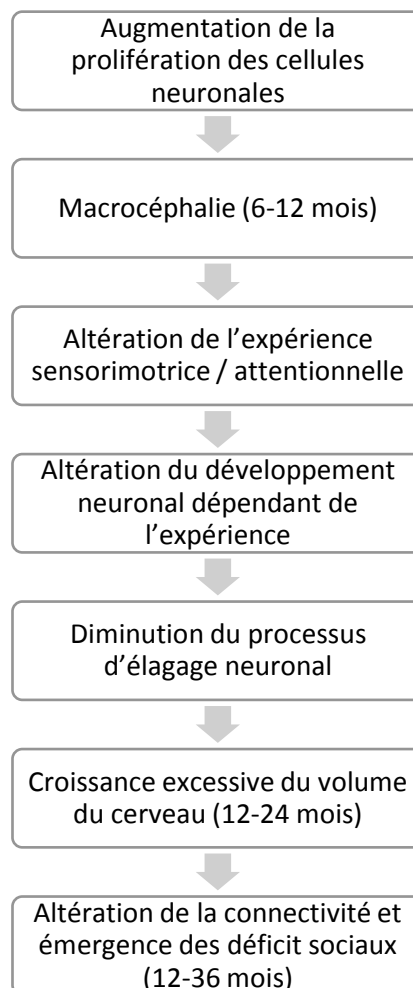 Augmentation de la
prolifération des cellules
neuronales
Macrocéphalie (6-12 mois)
Altération de l’expérience
sensorimotrice / attentionnelle
Altération du développement
neuronal dépendant de
l’expérience
Diminution du processus
d’élagage neuronal
Croissance excessive du volume
du cerveau (12-24 mois)
Altération de la connectivité et
émergence des déficit sociaux
(12-36 mois)